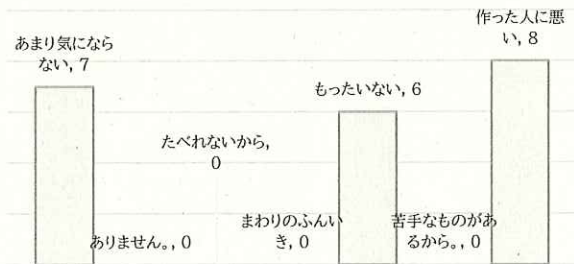 あまり気になら
ない, 7
ありません。, 0
たべれないから,
0
まわりのふんい
き, 0
もったいない, 6
苦手なものがあ
るから。, 0
作った人に悪
い, 8